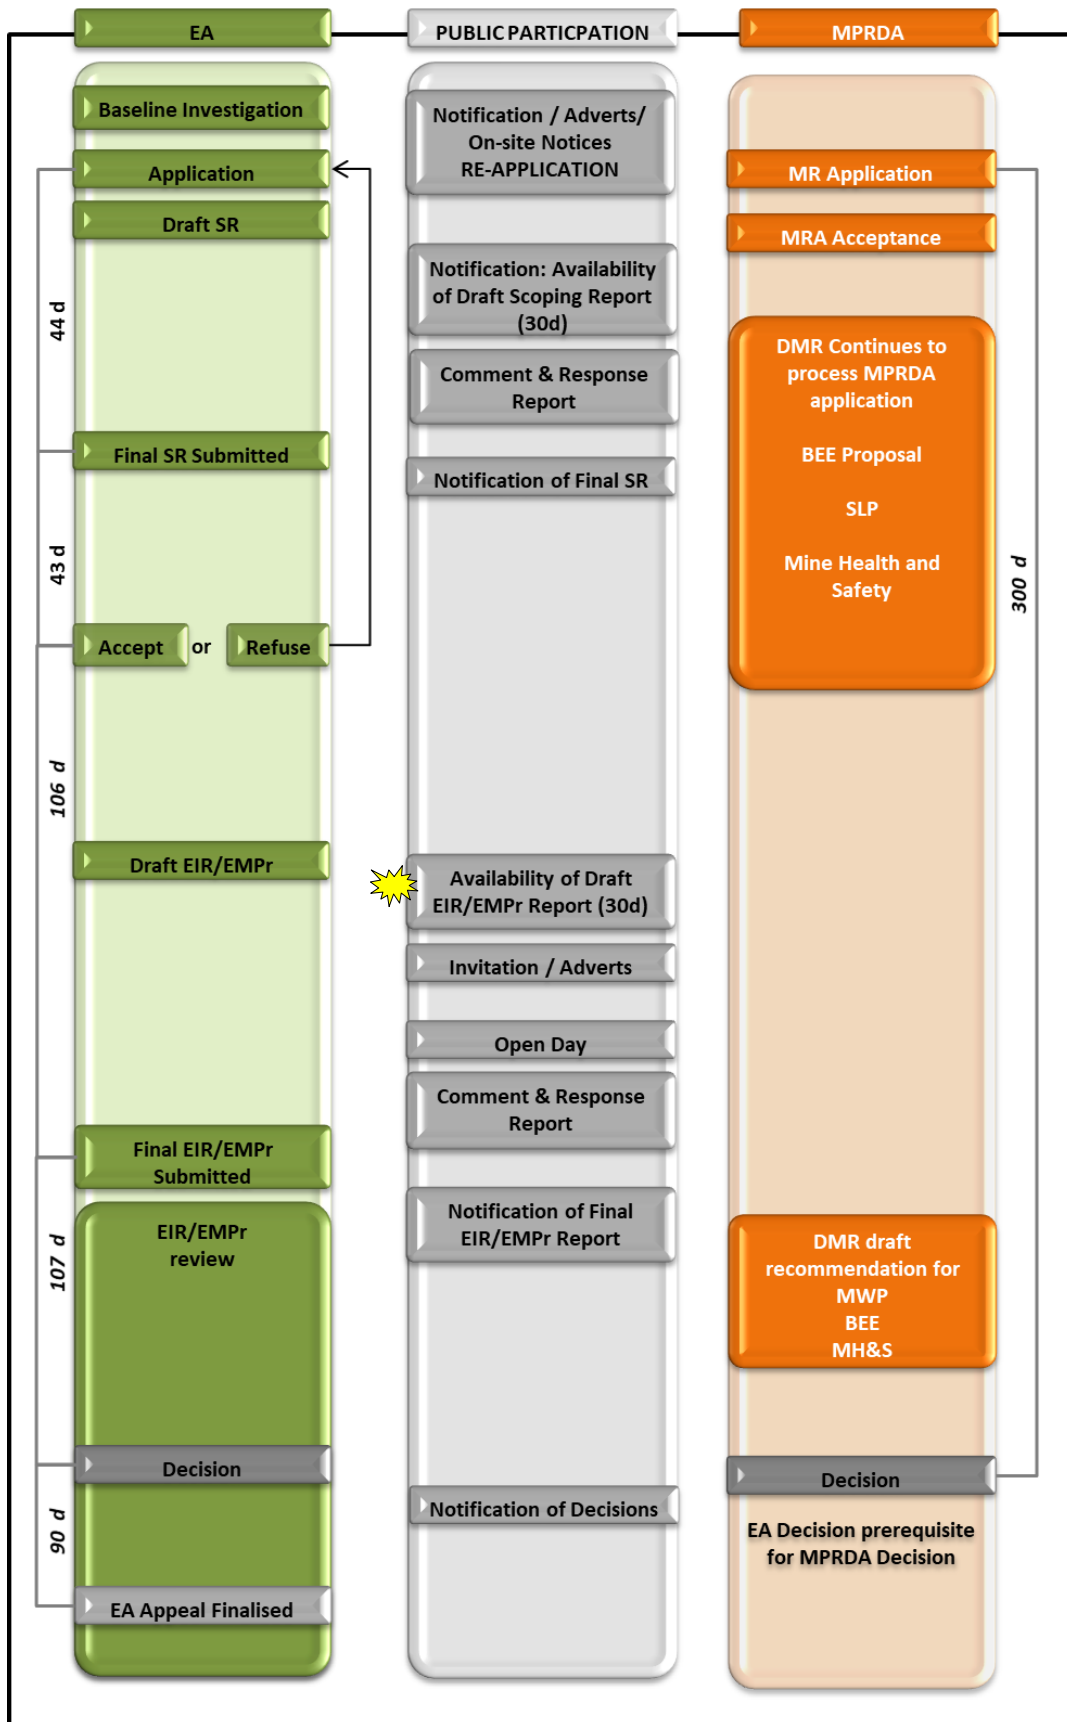 EA
PUBLIC PARTICPATION
MPRDA
Baseline Investigation
Application
Draft SR
44 d
Final SR Submitted
43 d
Accept
or
Refuse
106 d
Draft EIR/EMPr
Final EIR/EMPr
Submitted
107 d
EIR/EMPr
review
Decision
90 d
EA Appeal Finalised
Notification / Adverts/
On-site Notices
RE-APPLICATION
Notification: Availability
of Draft Scoping Report
(30d)
Comment & Response
Report
Notification of Final SR
Availability of Draft
EIR/EMPr Report (30d)
Invitation / Adverts
Open Day
Comment & Response
Report
Notification of Final
EIR/EMPr Report
Notification of Decisions
MR Application
MRA Acceptance
DMR Continues to
process MPRDA
application
BEE Proposal
SLP
Mine Health and
Safety
300 d
DMR draft
recommendation for
MWP
BEE
MH&S
Decision
EA Decision prerequisite
for MPRDA Decision